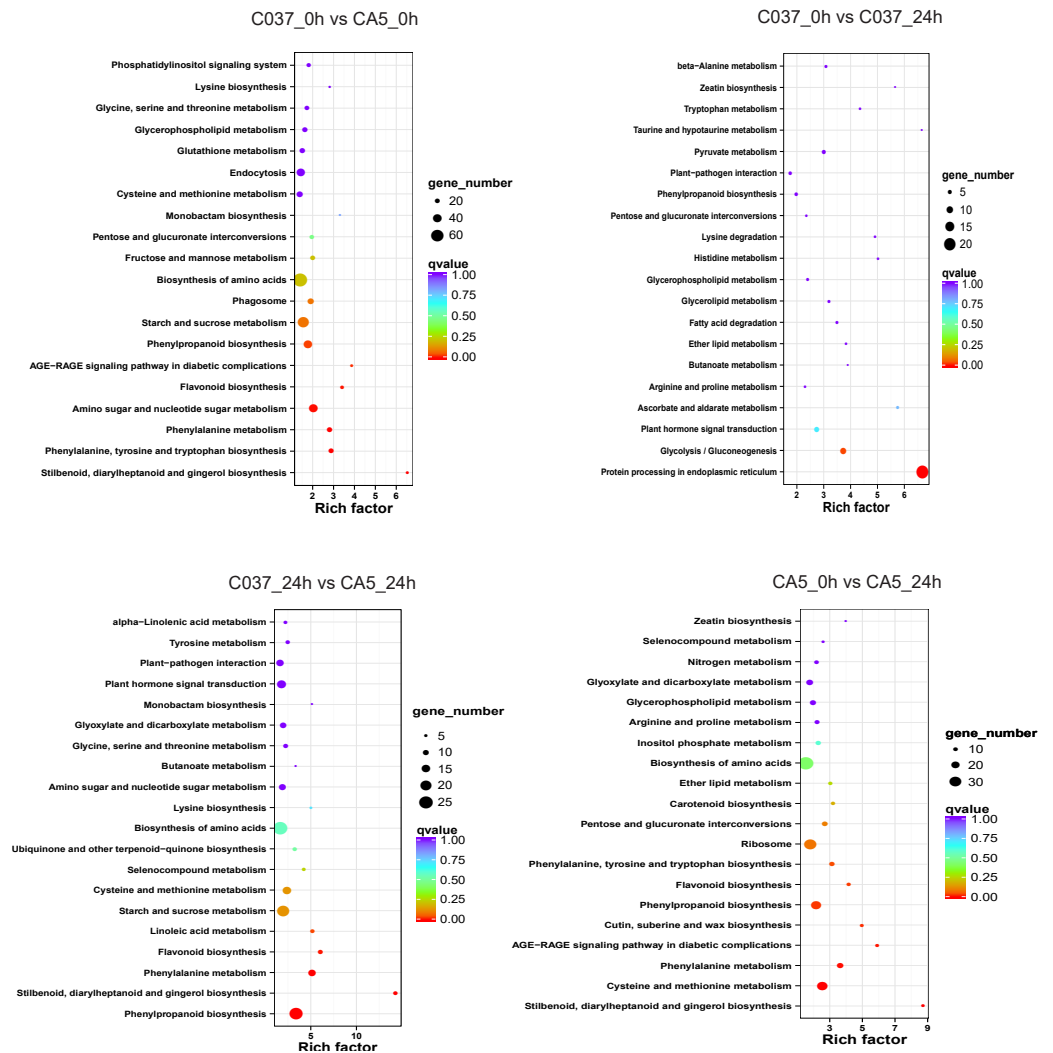 C037_0h vs CA5_0h
Phosphatidylinositol signaling system
Lysine biosynthesis
Glycine, serine and threonine metabolism
Glycerophospholipid metabolism
Glutathione metabolism
Endocytosis
Cysteine and methionine metabolism
Monobactam biosynthesis
Pentose and glucuronate interconversions
Fructose and mannose metabolism
Biosynthesis of amino acids
Phagosome
Starch and sucrose metabolism
Phenylpropanoid biosynthesis
AGE−RAGE signaling pathway in diabetic complications
Flavonoid biosynthesis
Amino sugar and nucleotide sugar metabolism
Phenylalanine metabolism
Phenylalanine, tyrosine and tryptophan biosynthesis
Stilbenoid, diarylheptanoid and gingerol biosynthesis
2 3 4 5 6
Rich factor
gene_number
20
40
60
qvalue
1.00
0.75
0.50
0.25
0.00
C037_0h vs C037_24h
beta−Alanine metabolism
Zeatin biosynthesis
Tryptophan metabolism
Taurine and hypotaurine metabolism
Pyruvate metabolism
Plant−pathogen interaction
Phenylpropanoid biosynthesis
Pentose and glucuronate interconversions
Lysine degradation
Histidine metabolism
Glycerophospholipid metabolism
Glycerolipid metabolism
Fatty acid degradation
Ether lipid metabolism
Butanoate metabolism
Arginine and proline metabolism
Ascorbate and aldarate metabolism
Plant hormone signal transduction
Glycolysis / Gluconeogenesis
Protein processing in endoplasmic reticulum
2 3 4 5 6
Rich factor
gene_number
5
10
15
20
qvalue
1.00
0.75
0.50
0.25
0.00
C037_24h vs CA5_24h
alpha−Linolenic acid metabolism
Tyrosine metabolism
Plant−pathogen interaction
Plant hormone signal transduction
Monobactam biosynthesis
Glyoxylate and dicarboxylate metabolism
Glycine, serine and threonine metabolism
Butanoate metabolism
Amino sugar and nucleotide sugar metabolism
Lysine biosynthesis
Biosynthesis of amino acids
Ubiquinone and other terpenoid−quinone biosynthesis
Selenocompound metabolism
Cysteine and methionine metabolism
Starch and sucrose metabolism
Linoleic acid metabolism
Flavonoid biosynthesis
Phenylalanine metabolism
Stilbenoid, diarylheptanoid and gingerol biosynthesis
Phenylpropanoid biosynthesis
5 10
Rich factor
gene_number
5
10
15
20
25
qvalue
1.00
0.75
0.50
0.25
0.00
CA5_0h vs CA5_24h
Zeatin biosynthesis
Selenocompound metabolism
Nitrogen metabolism
Glyoxylate and dicarboxylate metabolism
Glycerophospholipid metabolism
Arginine and proline metabolism
Inositol phosphate metabolism
Biosynthesis of amino acids
Ether lipid metabolism
Carotenoid biosynthesis
Pentose and glucuronate interconversions
Ribosome
Phenylalanine, tyrosine and tryptophan biosynthesis
Flavonoid biosynthesis
Phenylpropanoid biosynthesis
Cutin, suberine and wax biosynthesis
AGE−RAGE signaling pathway in diabetic complications
Phenylalanine metabolism
Cysteine and methionine metabolism
Stilbenoid, diarylheptanoid and gingerol biosynthesis
3 5 7 9
Rich factor
gene_number
10
20
30
qvalue
1.00
0.75
0.50
0.25
0.00